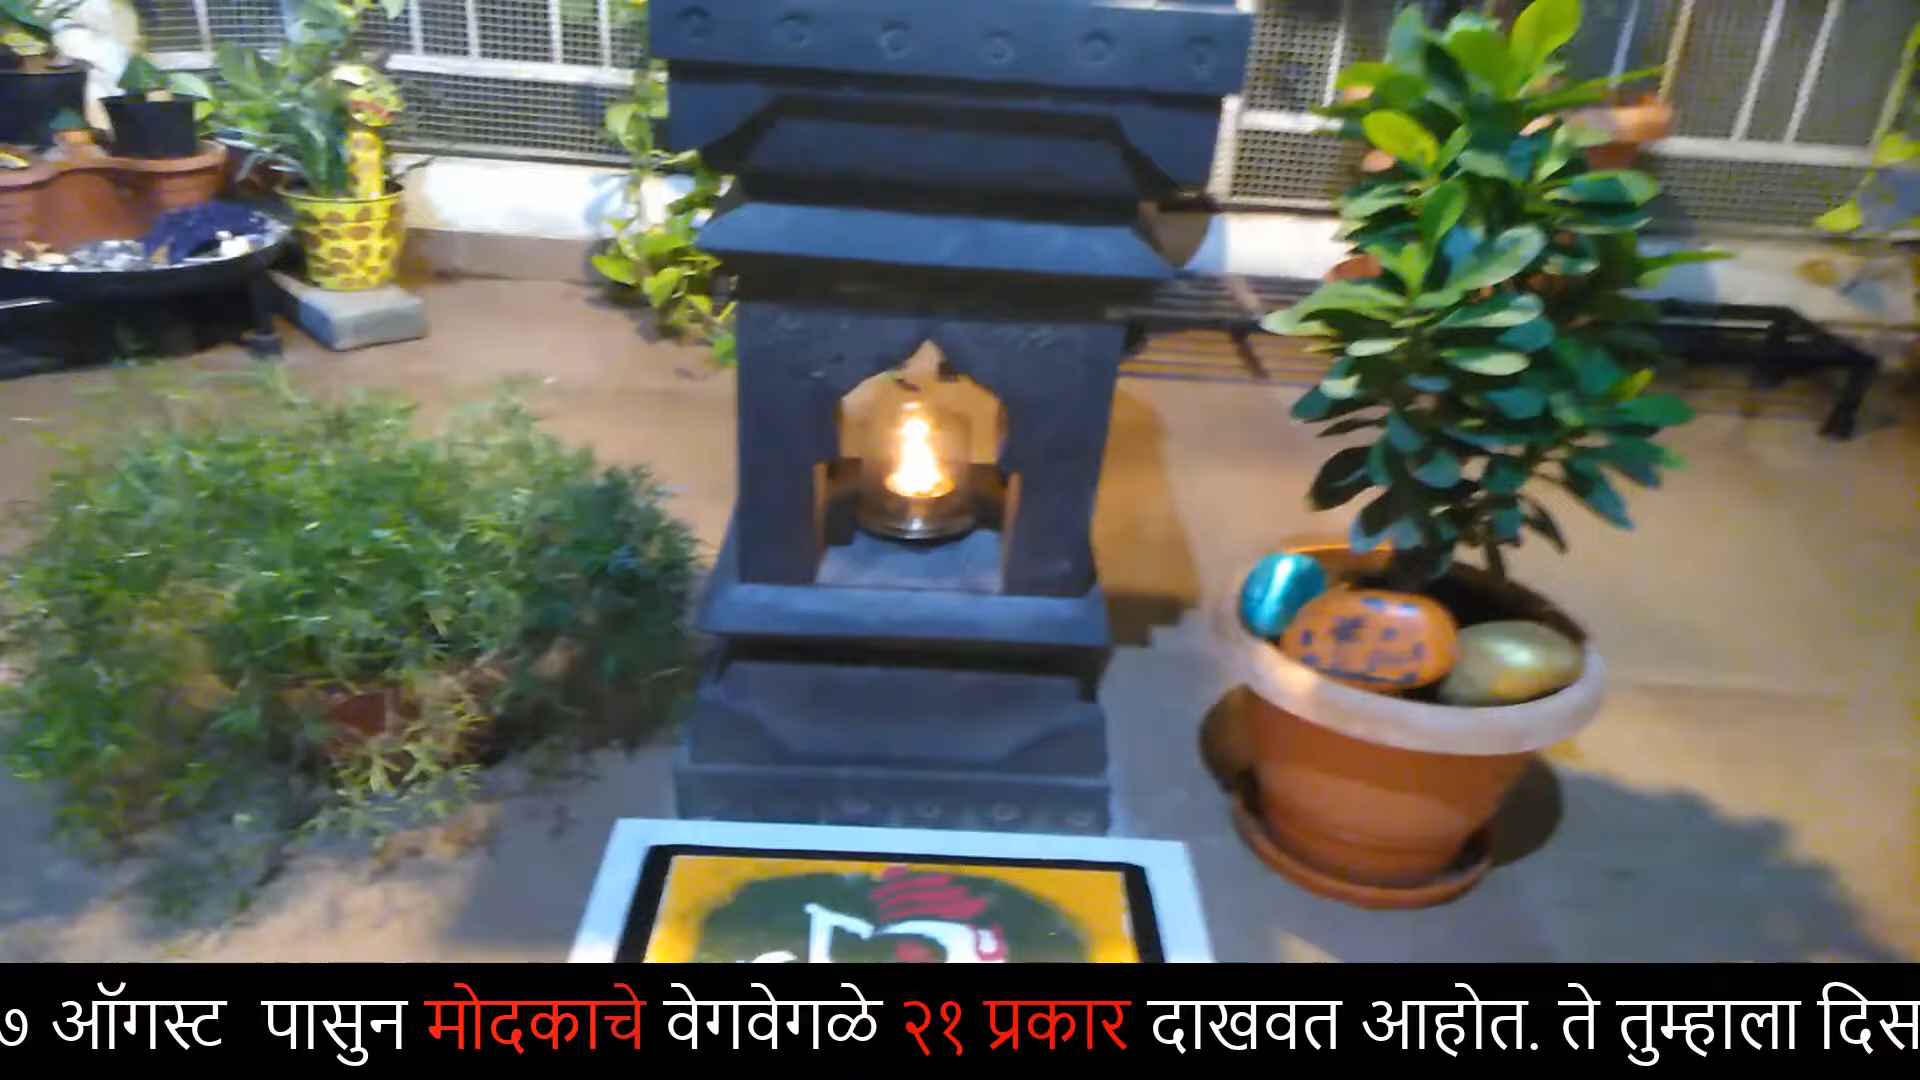 ७ ऑगस्ट पासुन मोदकाचे वेगवेगळे २१ प्रकार दाखवत आहोत. ते तुम्हाला दिस